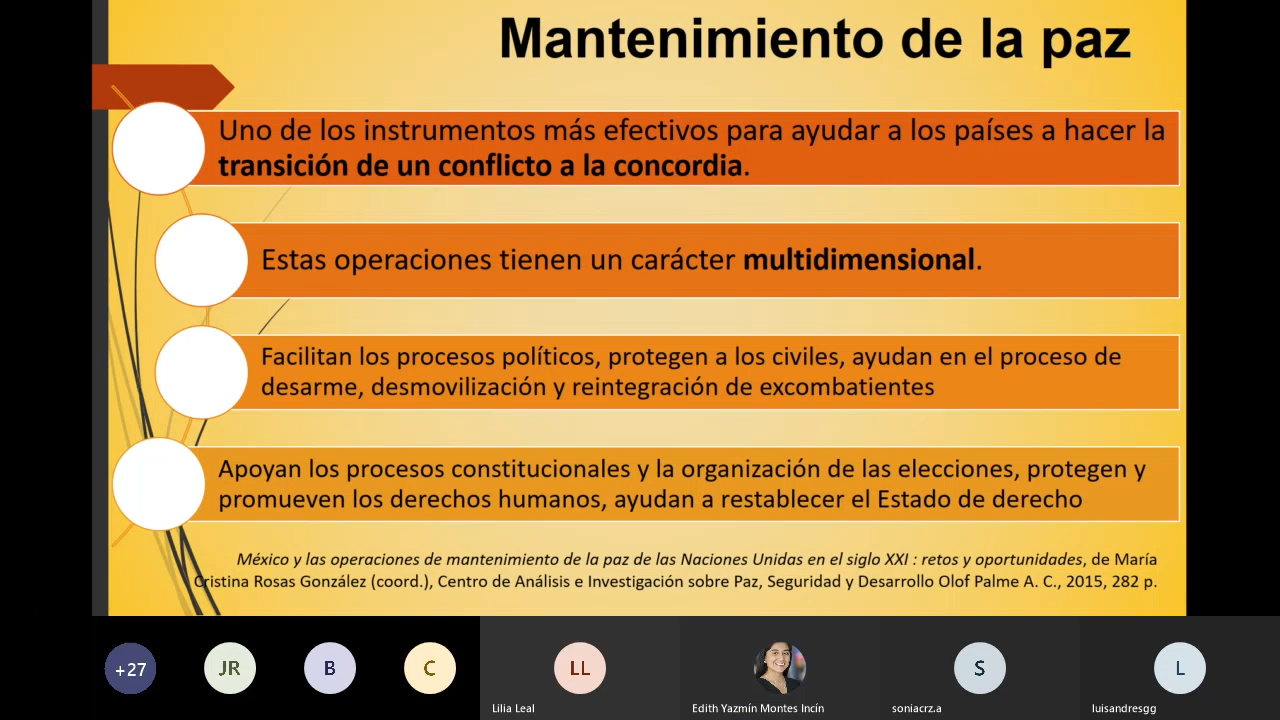 Mantenimiento de la paz
Uno de los instrumentos más efectivos para ayudar a los países a hacer la
transición de un conflicto a la concordia.
Estas operaciones tienen un carácter multidimensional.
Facilitan los procesos políticos, protegen a los civiles, ayudan en el proceso de
desarme, desmovilización y reintegración de excombatientes
Apoyan los procesos constitucionales y la organización de las elecciones, protegen y
promueven los derechos humanos, ayudan a restablecer el Estado de derecho
México y las operaciones de mantenimiento de la paz de las Naciones Unidas en el siglo XXI : retos y oportunidades, de María
Cristina Rosas González (coord.), Centro de Análisis e Investigación sobre Paz, Seguridad y Desarrollo Olof Palme A. C., 2015, 282 p.
+27
JR
B
C
LL
S
L
Lilia Leal
Edith Yazmín Montes Incín
soniacrz.a
luisandresgg